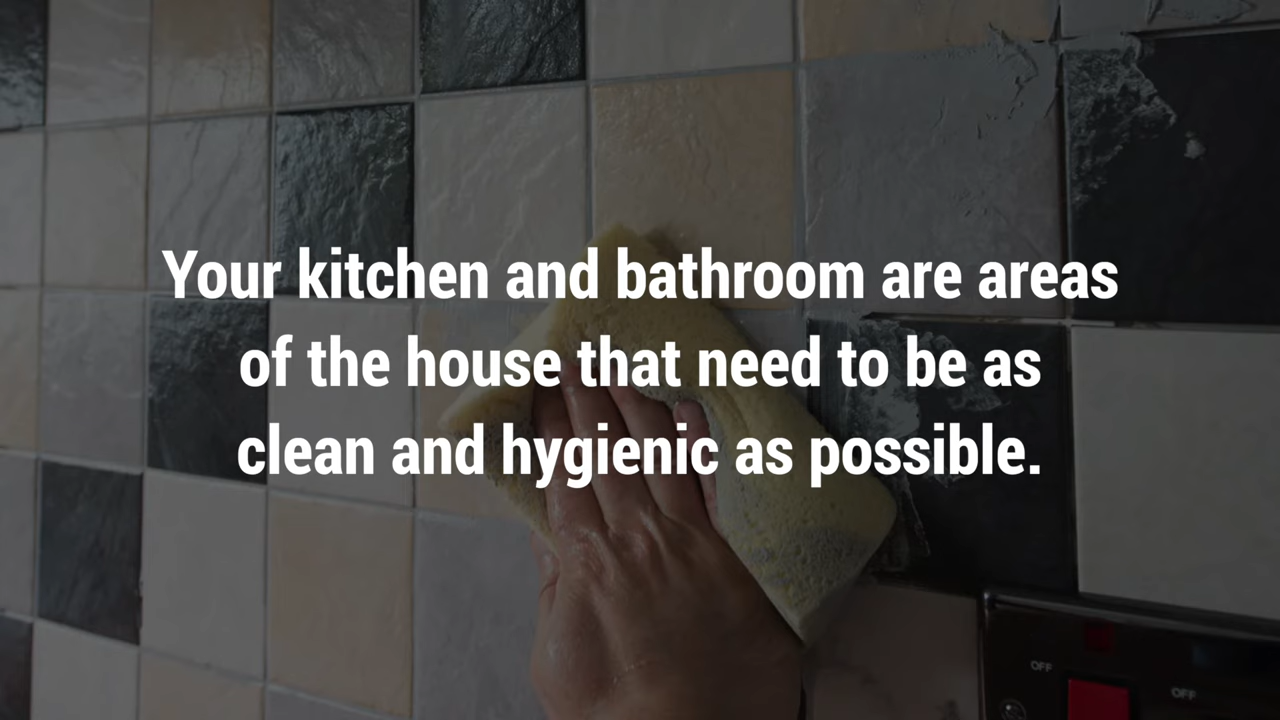 Your kitchen and bathroom are areas
of the house that need to be as
clean and hygienic as possible.
OFF
OFF